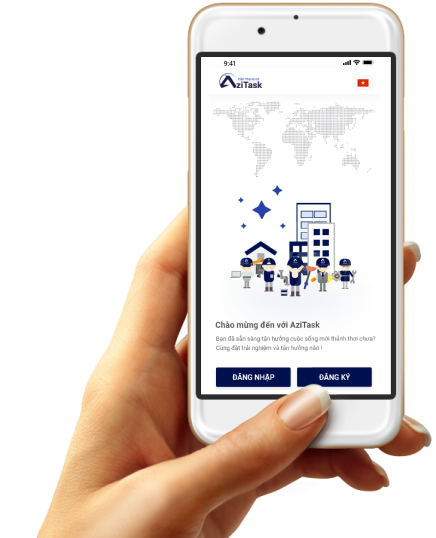 9:41
AziTask
Chào mừng đến với AziTask
Bạn đã sẵn sàng tận hưởng cuộc sống mới thảnh thơi chưa?
Cùng đặt trải nghiệm và tận hưởng nào !
ĐĂNG NHẬP
ĐĂNG KÝ